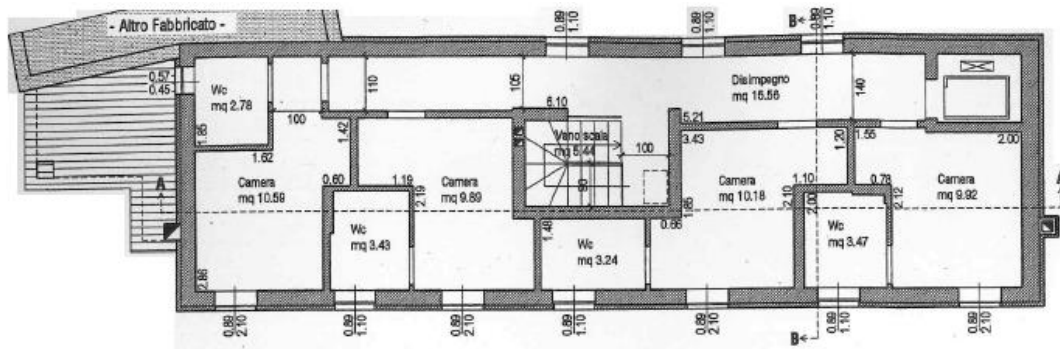 - Altro Fabbricato -
0.89
1.10
0.89
1.10
B
0.89
1.10
0.57
0.45
Wc
mq 2.78
110
105
Disimpegno
mq 15.56
140
100
1.85
1.62
1.42
6.10
Vano scala
mq 5.44
100
90
5.21
3.43
1.20
1.55
2.00
A
Camera
mq 10.59
0.60
1.19
2.19
Camera
mq 9.89
Camera
mq 10.18
1.10
2.10
2.00
0.78
2.12
Camera
mq 9.92
A
2.86
Wc
mq 3.43
1.48
Wc
mq 3.24
0.66
1.85
Wc
mq 3.47
0.89
2.10
0.89
1.10
0.89
2.10
0.89
1.10
0.89
2.10
B
0.89
1.10
0.89
2.10